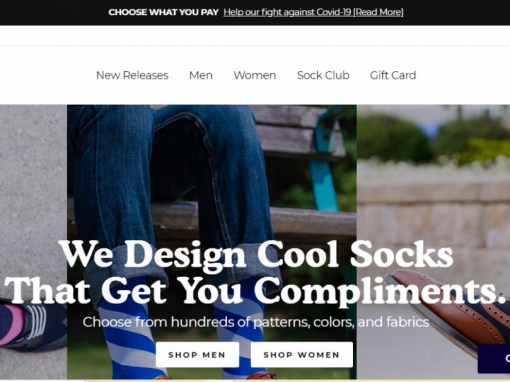 CHOOSE WHAT YOU PAY Help our fight against Covid-19 [Read More]
New Releases Men Women Sock Club Gift Card
We Design Cool Socks
That Get You Compliments.
Choose from hundreds of patterns, colors, and fabrics
SHOP MEN SHOP WOMEN